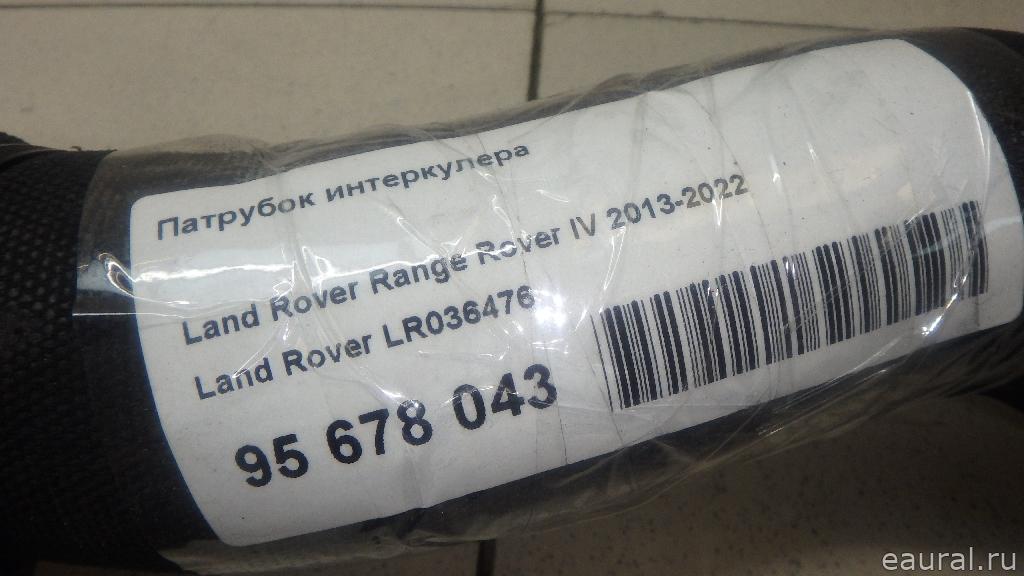 Патрубок интеркулера
Land Rover Range Rover IV 2013-2022
Land Rover LR036476
95 678 043
eaural.ru